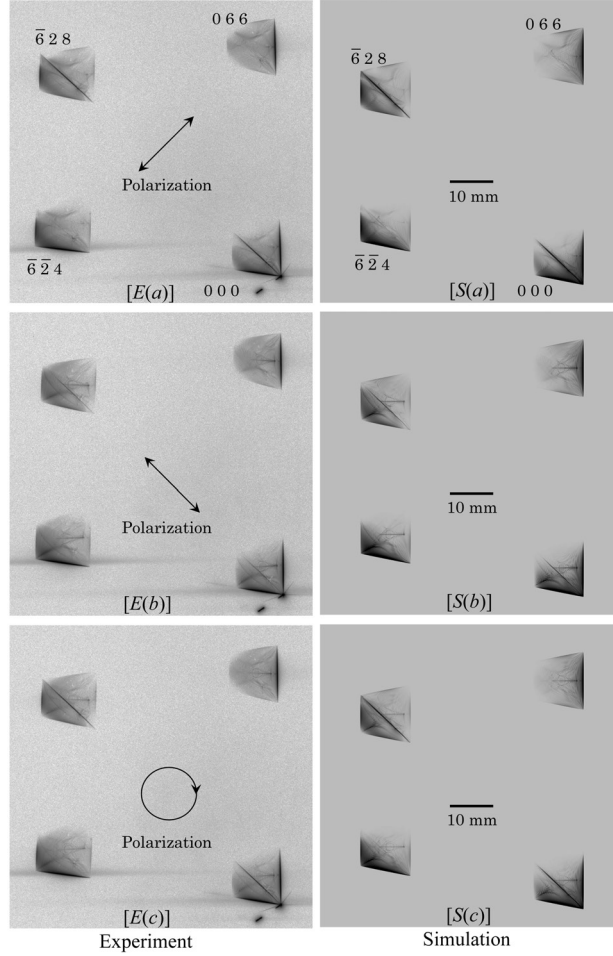 6̅ 2 8
0 6 6
Polarization
6̅ 2̅ 4
0 0 0
[E(a)]
0 6 6
6̅ 2 8
10 mm
6̅ 2̅ 4
0 0 0
[S(a)]
Polarization
[E(b)]
10 mm
[S(b)]
Polarization
[E(c)]
Experiment
10 mm
[S(c)]
Simulation